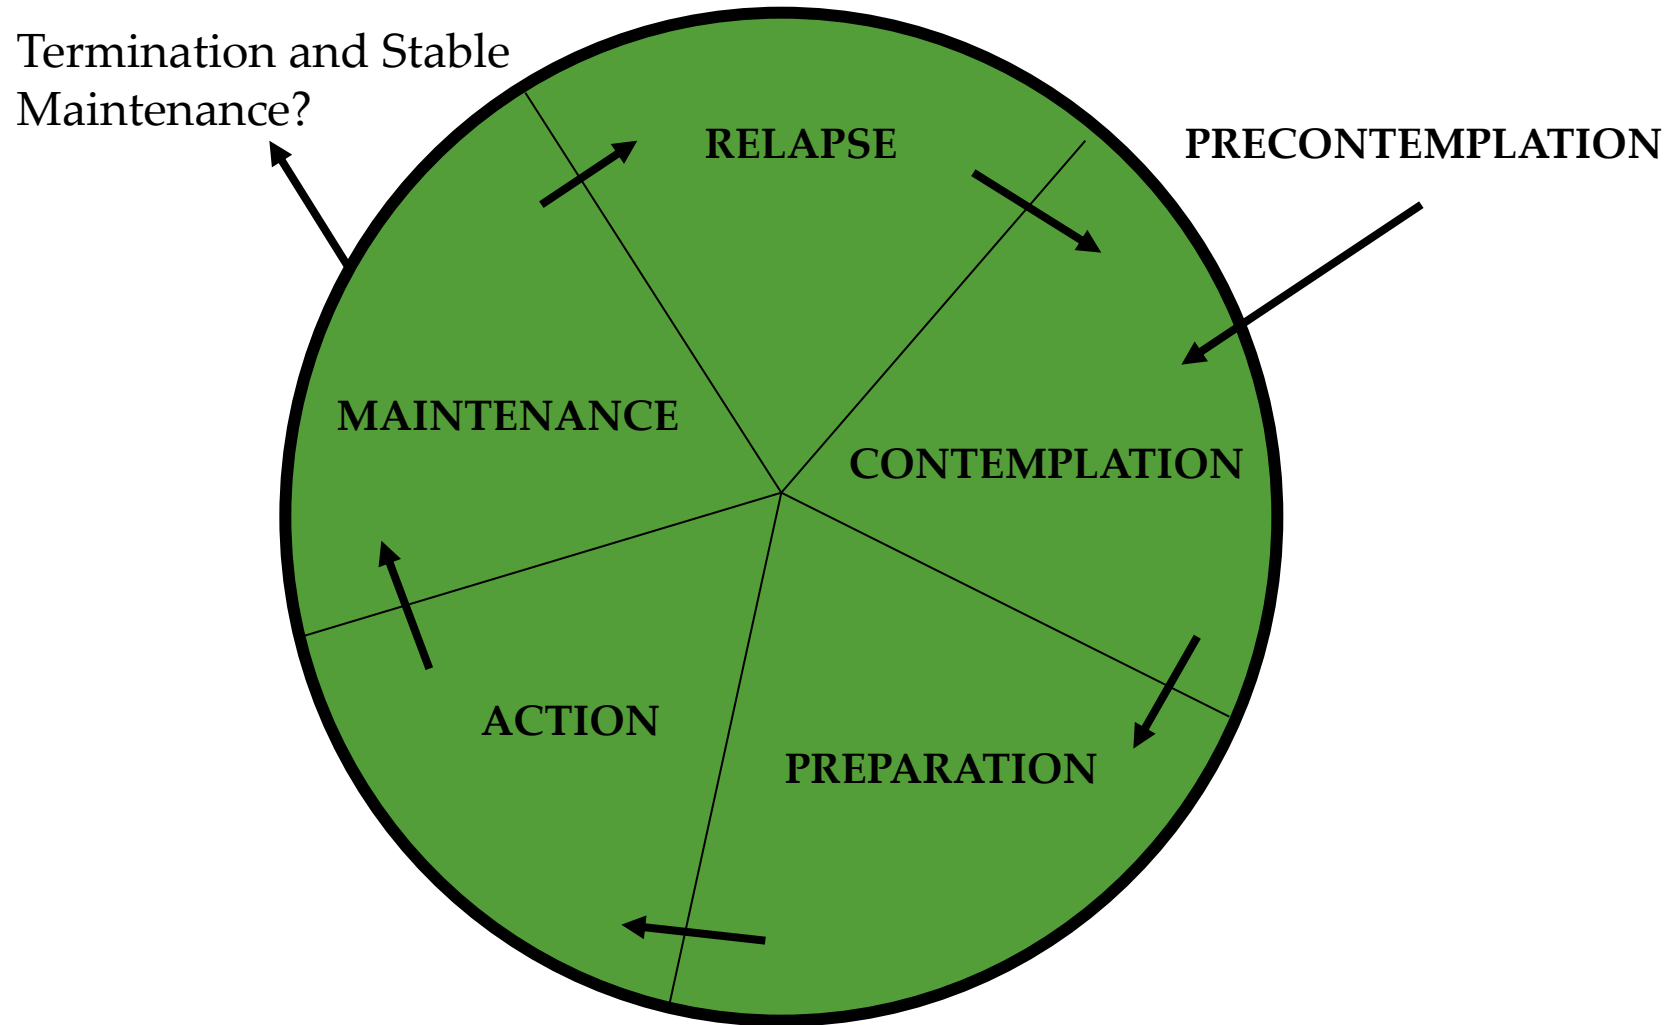 Termination and Stable
Maintenance?
RELAPSE
PRECONTEMPLATION
MAINTENANCE
CONTEMPLATION
ACTION
PREPARATION